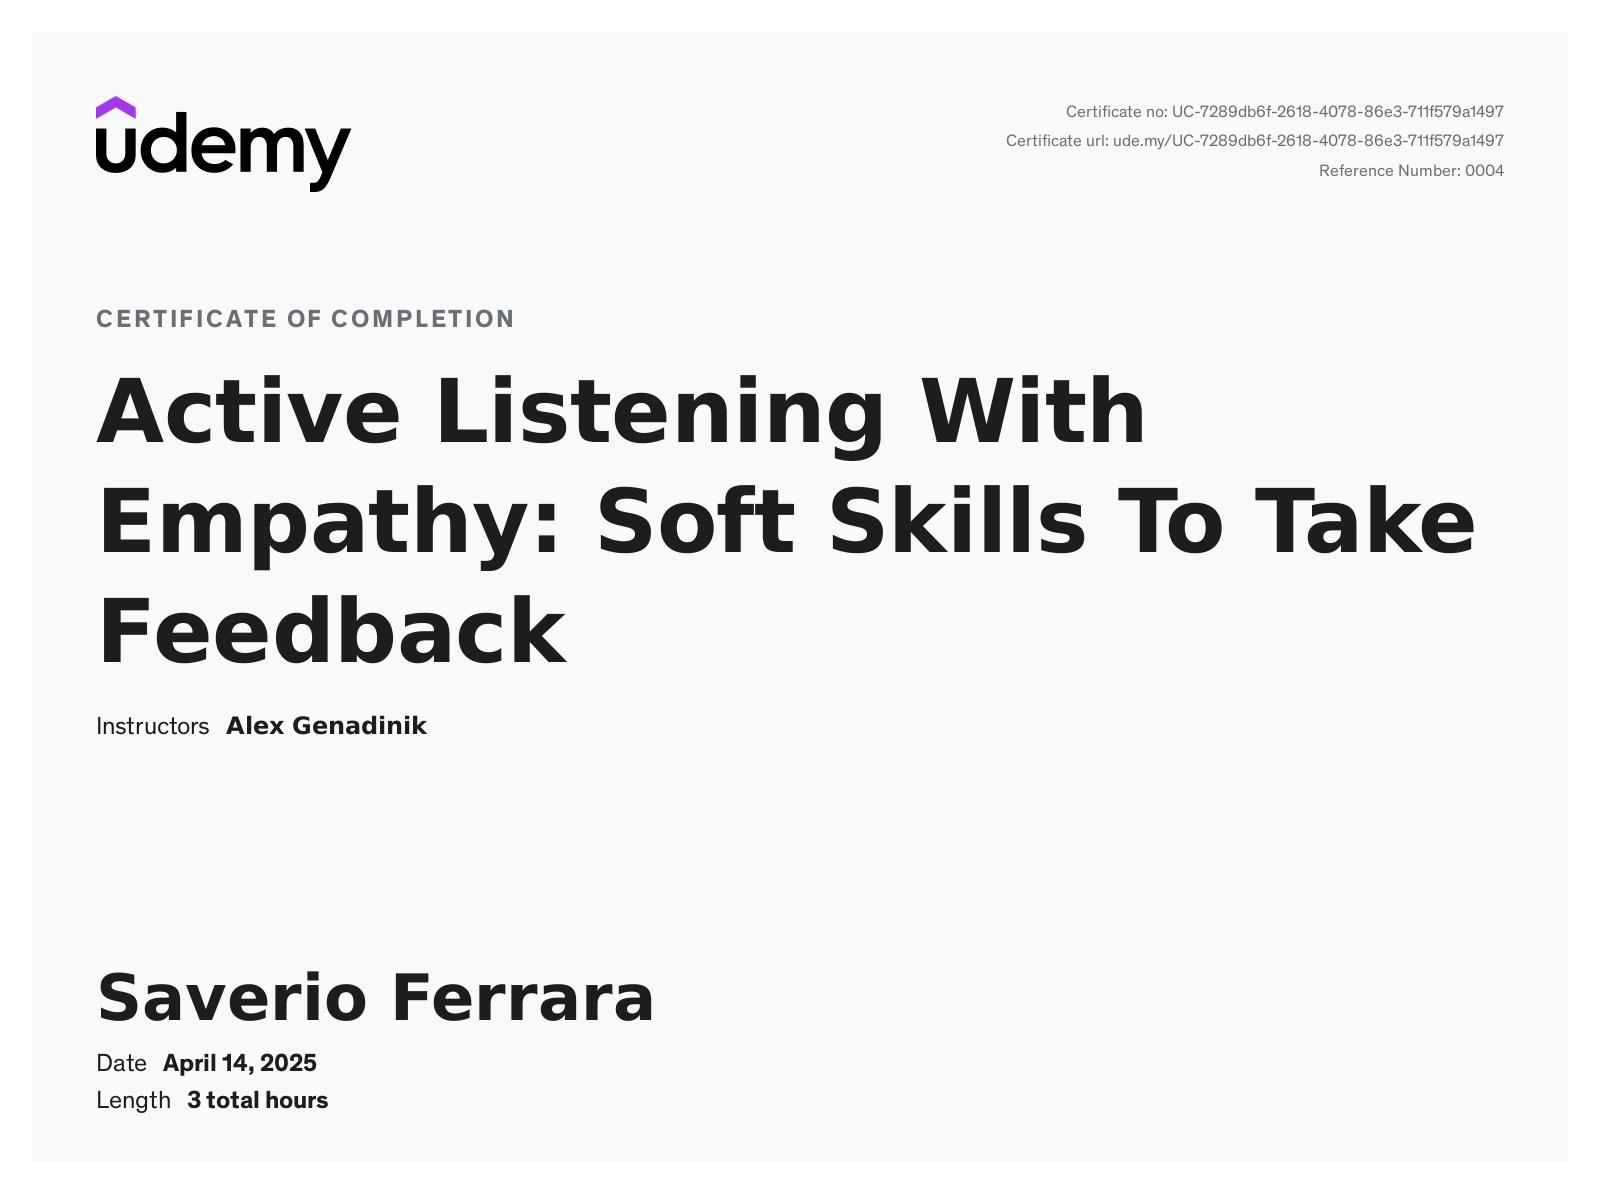 udemy
Certificate no: UC-7289db6f-2618-4078-86e3-711f579a1497
Certificate url: ude.my/UC-7289db6f-2618-4078-86e3-711f579a1497
Reference Number: 0004
CERTIFICATE OF COMPLETION
Active Listening With
Empathy: Soft Skills To Take
Feedback
Instructors Alex Genadinik
Saverio Ferrara
Date April 14, 2025
Length 3 total hours